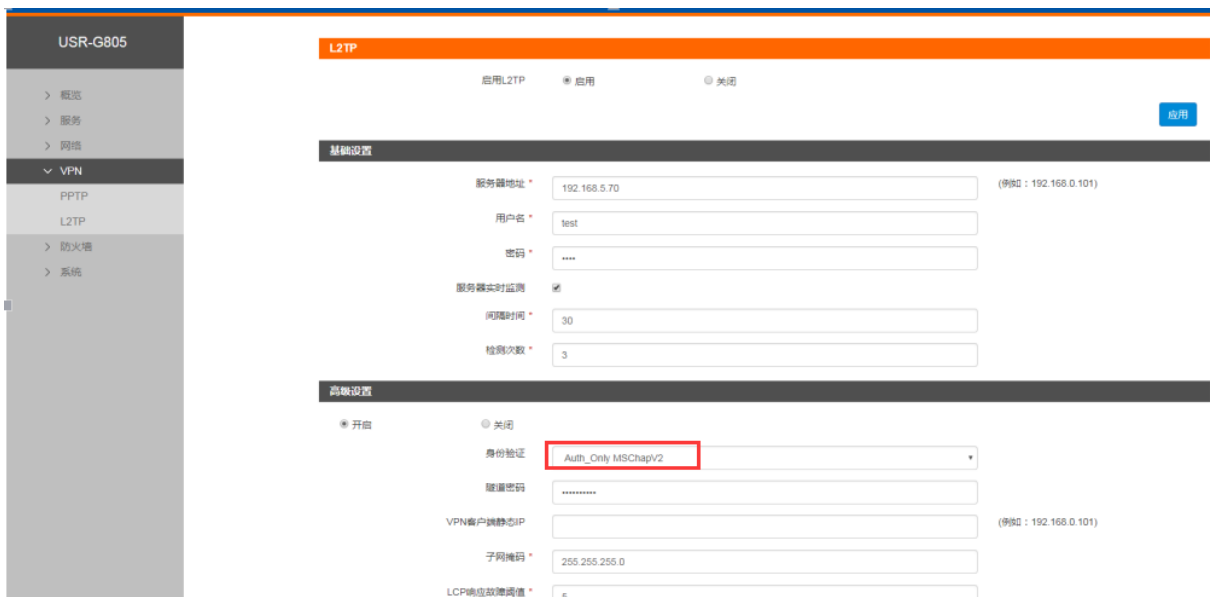 USR-G805
> 概览
> 服务
> 网络
VPN
PPTP
L2TP
> 防火墙
> 系统
L2TP
启用L2TP 启用 关闭
应用
基础设置
服务器地址 * 192.168.5.70 (例如：192.168.0.101)
用户名 * test
密码 * ••••
服务器实时监测
间隔时间 * 30
检测次数 * 3
高级设置
开启 关闭
身份验证 Auth_Only MSChapV2
隧道密码 ••••••••••
VPN客户端静态IP (例如：192.168.0.101)
子网掩码 * 255.255.255.0
LCP响应故障阈值 * 5